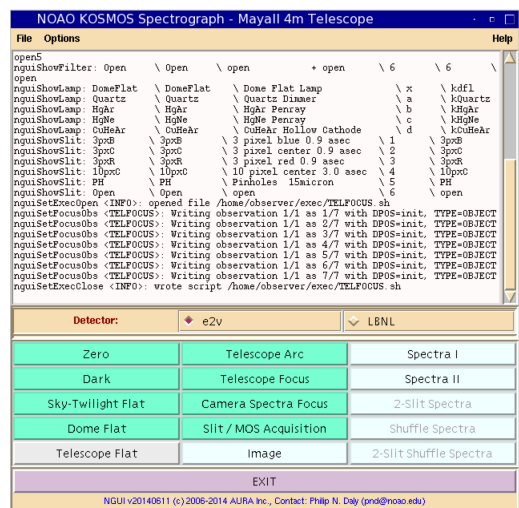 NOAO KOSMOS Spectrograph - Mayall 4m Telescope
File Options Help
open5
nguiShowFilter: Open \ Open \ open + open \ 6 \ 6 \
open
nguiShowLamp: DomeFlat \ DomeFlat \ Dome Flat Lamp \ x \ kdfl
nguiShowLamp: Quartz \ Quartz \ Quartz Dimmer \ a \ kQuartz
nguiShowLamp: HgAr \ HgAr \ HgAr Penray \ b \ kHgAr
nguiShowLamp: HgNe \ HgNe \ HgNe Penray \ c \ kHgNe
nguiShowLamp: CuHeAr \ CuHeAr \ CuHeAr Hollow Cathode \ d \ kCuHeAr
nguiShowSlit: 3pxB \ 3pxB \ 3 pixel blue 0.9 asec \ 1 \ 3pxB
nguiShowSlit: 3pxC \ 3pxC \ 3 pixel center 0.9 asec \ 2 \ 3pxC
nguiShowSlit: 3pxR \ 3pxR \ 3 pixel red 0.9 asec \ 3 \ 3pxR
nguiShowSlit: 10pxC \ 10pxC \ 10 pixel center 3.0 asec \ 4 \ 10pxC
nguiShowSlit: PH \ PH \ Pinholes 15micron \ 5 \ PH
nguiShowSlit: Open \ Open \ open \ 6 \ open
nguiSetExecOpen <INFO>: opened file /home/observer/exec/TELFOCUS.sh
nguiSetFocusObs <TELFOCUS>: Writing observation 1/1 as 1/7 with DPOS=init, TYPE=OBJECT
nguiSetFocusObs <TELFOCUS>: Writing observation 1/1 as 2/7 with DPOS=init, TYPE=OBJECT
nguiSetFocusObs <TELFOCUS>: Writing observation 1/1 as 3/7 with DPOS=init, TYPE=OBJECT
nguiSetFocusObs <TELFOCUS>: Writing observation 1/1 as 4/7 with DPOS=init, TYPE=OBJECT
nguiSetFocusObs <TELFOCUS>: Writing observation 1/1 as 5/7 with DPOS=init, TYPE=OBJECT
nguiSetFocusObs <TELFOCUS>: Writing observation 1/1 as 6/7 with DPOS=init, TYPE=OBJECT
nguiSetFocusObs <TELFOCUS>: Writing observation 1/1 as 7/7 with DPOS=init, TYPE=OBJECT
nguiSetExecClose <INFO>: wrote script /home/observer/exec/TELFOCUS.sh
Detector: e2v LBNL
Zero Telescope Arc Spectra I
Dark Telescope Focus Spectra II
Sky-Twilight Flat Camera Spectra Focus 2-Slit Spectra
Dome Flat Slit / MOS Acquisition Shuffle Spectra
Telescope Flat Image 2-Slit Shuffle Spectra
EXIT
NGUI v20140611 (c) 2006-2014 AURA Inc., Contact: Philip N. Daly (pnd@noao.edu)